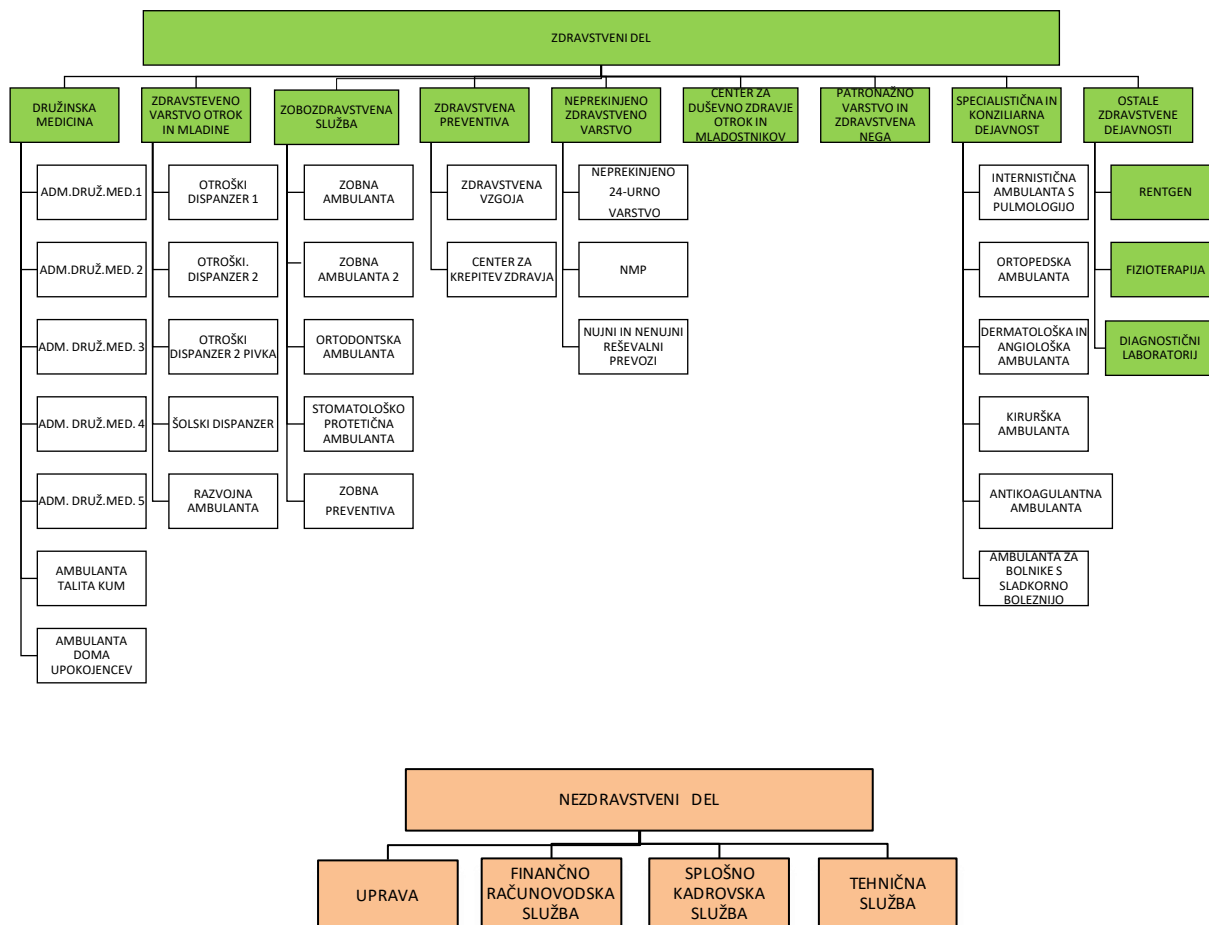 ZDRAVSTVENI DEL
DRUŽINSKA
MEDICINA
ZDRAVSTEVENO
VARSTVO OTROK
IN MLADINE
ZOBOZDRAVSTVENA
SLUŽBA
ZDRAVSTVENA
PREVENTIVA
NEPREKINJENO
ZDRAVSTVENO
VARSTVO
CENTER ZA
DUŠEVNO ZDRAVJE
OTROK IN
MLADOSTNIKOV
PATRONAŽNO
VARSTVO IN
ZDRAVSTVENA
NEGA
SPECIALISTIČNA IN
KONZILIARNA
DEJAVNOST
OSTALE
ZDRAVSTVENE
DEJAVNOSTI
ADM.DRUŽ.MED.1
ADM.DRUŽ.MED. 2
ADM. DRUŽ.MED. 3
ADM. DRUŽ.MED. 4
ADM. DRUŽ.MED. 5
AMBULANTA
TALITA KUM
AMBULANTA
DOMA
UPOKOJENCEV
OTROŠKI
DISPANZER 1
OTROŠKI.
DISPANZER 2
OTROŠKI
DISPANZER 2 PIVKA
ŠOLSKI DISPANZER
RAZVOJNA
AMBULANTA
ZOBNA
AMBULANTA
ZOBNA
AMBULANTA 2
ORTODONTSKA
AMBULANTA
STOMATOLOŠKO
PROTETIČNA
AMBULANTA
ZOBNA
PREVENTIVA
ZDRAVSTVENA
VZGOJA
CENTER ZA
KREPITEV ZDRAVJA
NEPREKINJENO
24-URNO
VARSTVO
NMP
NUJNI IN NENUJNI
REŠEVALNI
PREVOZI
INTERNISTIČNA
AMBULANTA S
PULMOLOGIJO
ORTOPEDSKA
AMBULANTA
DERMATOLOŠKA IN
ANGIOLOŠKA
AMBULANTA
KIRURŠKA
AMBULANTA
ANTIKOAGULANTNA
AMBULANTA
AMBULANTA ZA
BOLNIKE S
SLADKORNO
BOLEZNIJO
RENTGEN
FIZIOTERAPIJA
DIAGNOSTIČNI
LABORATORIJ
NEZDRAVSTVENI DEL
UPRAVA
FINANČNO
RAČUNOVODSKA
SLUŽBA
SPLOŠNO
KADROVSKA
SLUŽBA
TEHNIČNA
SLUŽBA